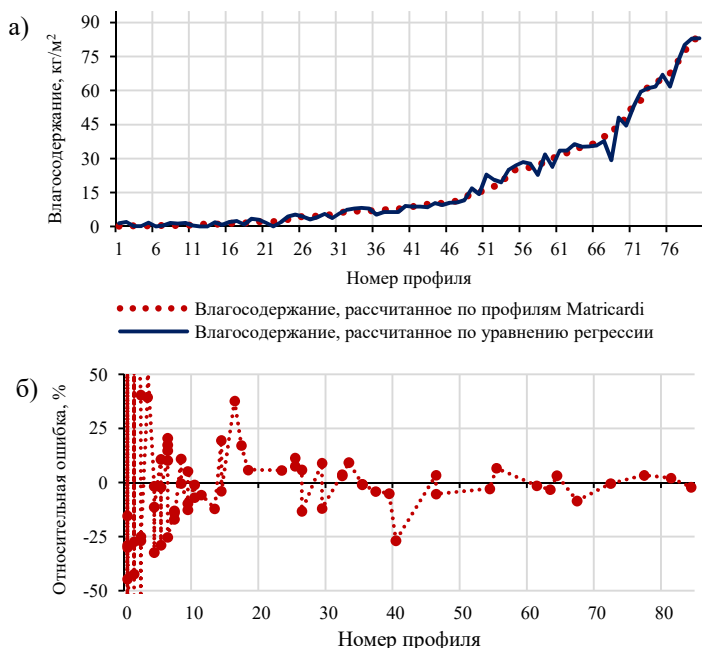 а)
Влагосодержание, кг/м²
90
75
60
45
30
15
0
1 6 11 16 21 26 31 36 41 46 51 56 61 66 71 76
Номер профиля
Влагосодержание, рассчитанное по профилям Matricardi
Влагосодержание, рассчитанное по уравнению регрессии
б)
Относительная ошибка, %
50
25
0
-25
-50
0 10 20 30 40 50 60 70 80
Номер профиля